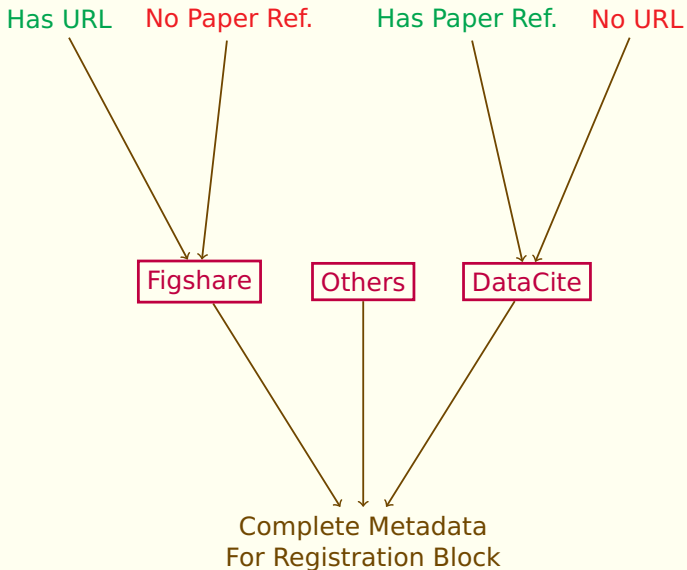 Has URL
No Paper Ref.
Has Paper Ref.
No URL
Figshare
Others
DataCite
Complete Metadata
For Registration Block